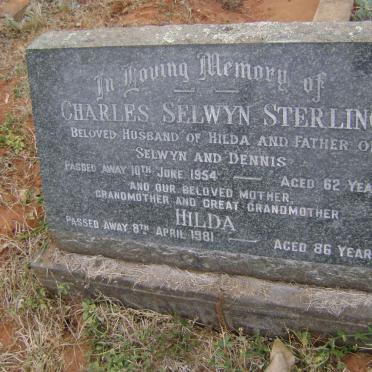 In Loving Memory of
CHARLES SELWYN STERLING
BELOVED HUSBAND OF HILDA AND FATHER OF
SELWYN AND DENNIS
PASSED AWAY 10TH JUNE 1954 — AGED 62 YEA
AND OUR BELOVED MOTHER
GRANDMOTHER AND GREAT GRANDMOTHER
HILDA
PASSED AWAY 8TH APRIL 1981 — AGED 86 YEAR